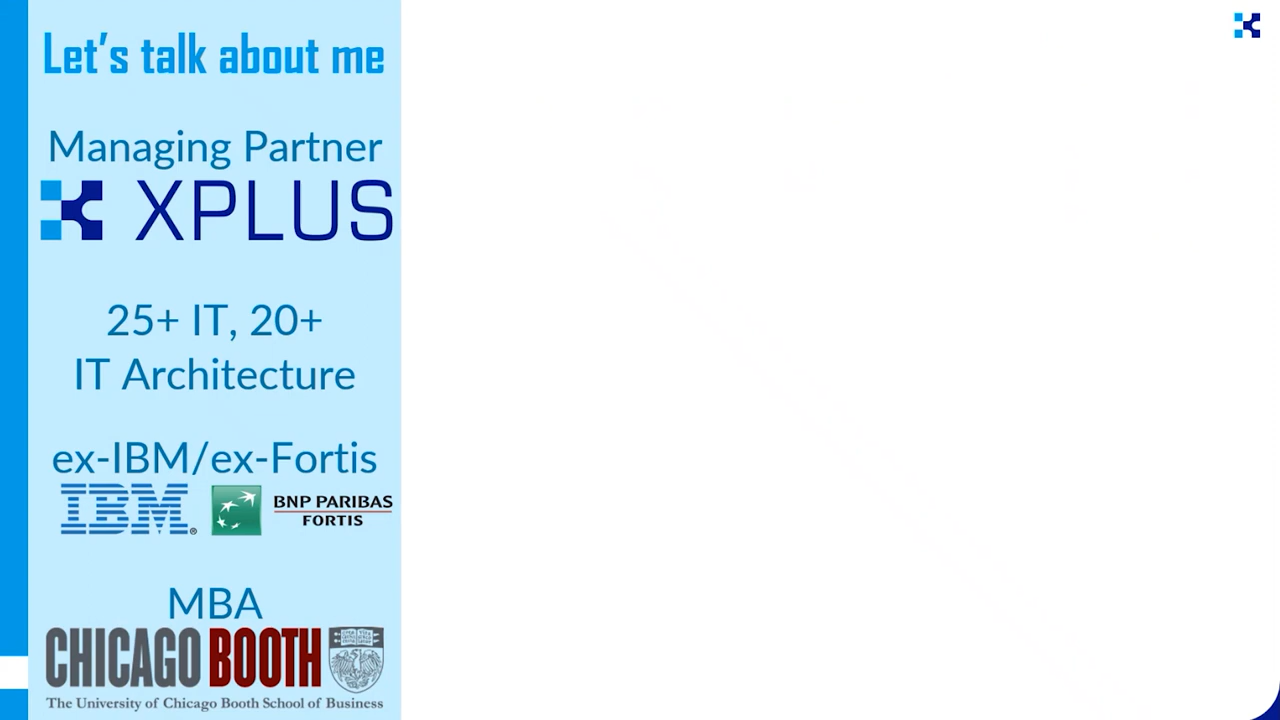 Let's talk about me
Managing Partner
XPLUS
25+ IT, 20+
IT Architecture
ex-IBM/ex-Fortis
IBM®
BNP PARIBAS
FORTIS
MBA
CHICAGO BOOTH
The University of Chicago Booth School of Business